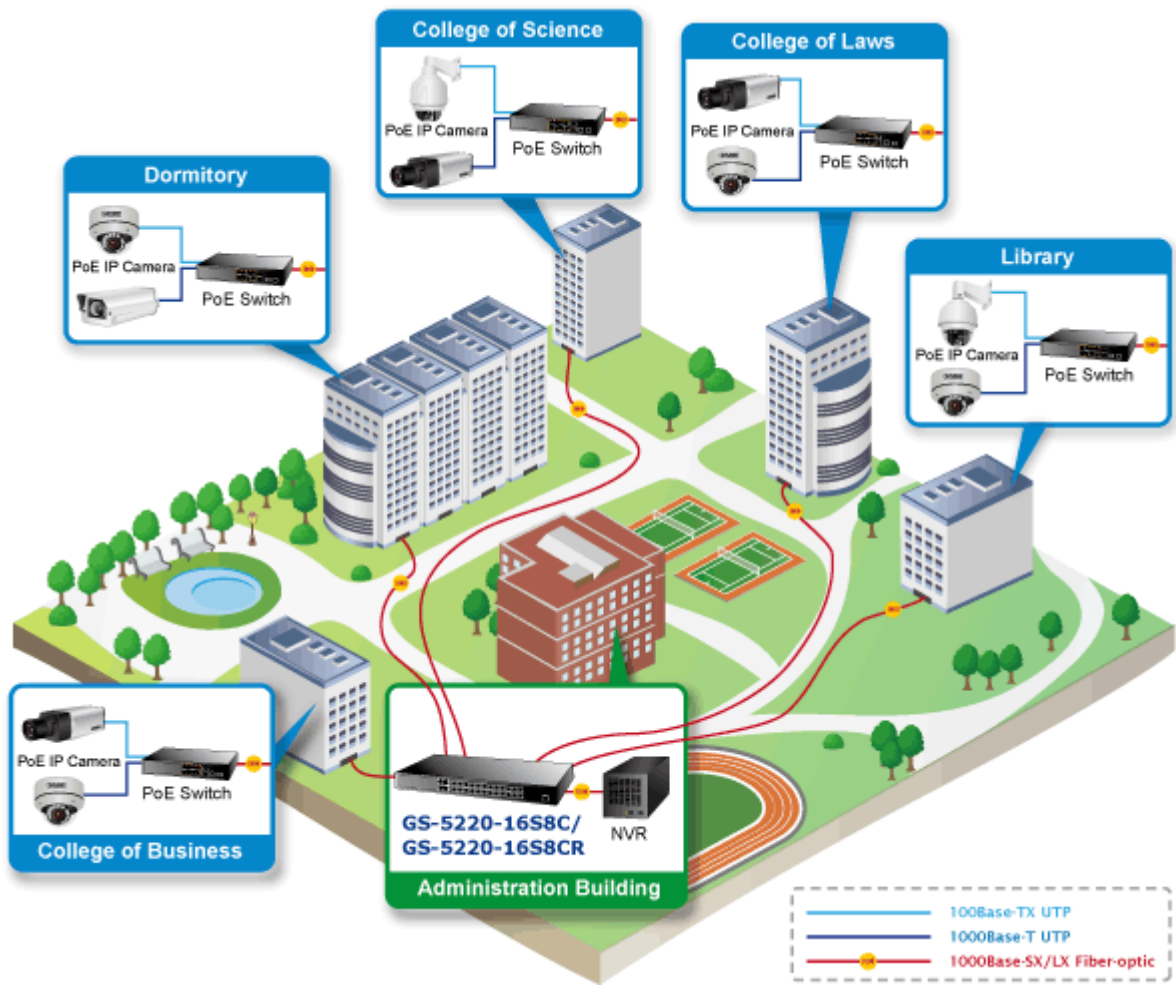 College of Science
PoE IP Camera
PoE Switch
College of Laws
PoE IP Camera
PoE Switch
Dormitory
PoE IP Camera
PoE Switch
Library
PoE IP Camera
PoE Switch
PoE IP Camera
PoE Switch
College of Business
GS-5220-16S8C/
GS-5220-16S8CR
NVR
Administration Building
100Base-TX UTP
1000Base-T UTP
1000Base-SX/LX Fiber-optic